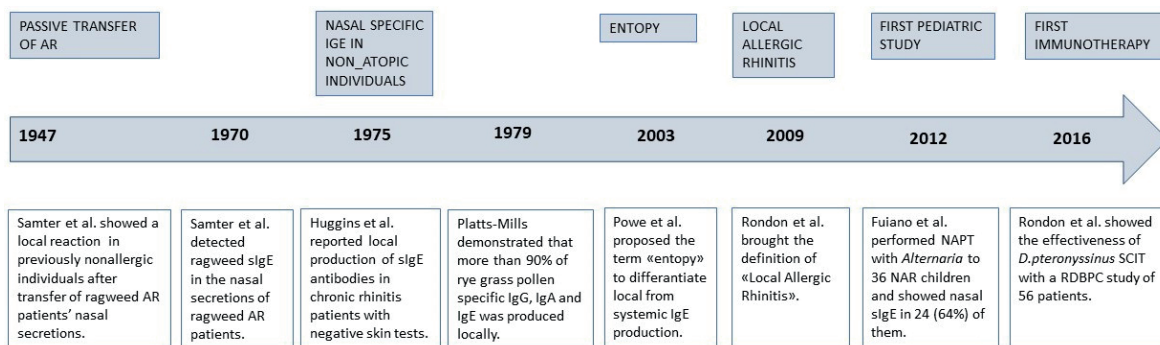 PASSIVE TRANSFER
OF AR
NASAL SPECIFIC
IGE IN
NON_ATOPIC
INDIVIDUALS
ENTOPY
LOCAL
ALLERGIC
RHINITIS
FIRST PEDIATRIC
STUDY
FIRST
IMMUNOTHERAPY
1947
1970
1975
1979
2003
2009
2012
2016
Samter et al. showed a
local reaction in
previously nonallergic
individuals after
transfer of ragweed AR
patients’ nasal
secretions.
Samter et al.
detected
ragweed sIgE
in the nasal
secretions of
ragweed AR
patients.
Huggins et al.
reported local
production of sIgE
antibodies in
chronic rhinitis
patients with
negative skin tests.
Platts-Mills
demonstrated that
more than 90% of
rye grass pollen
specific IgG, IgA and
IgE was produced
locally.
Powe et al.
proposed the
term «entopy» to
differantiate local
from systemic IgE
production.
Rondon et al.
brought the
definition of
«Local Allergic
Rhinitis».
Fuiano et al.
performed NAPT
with Alternaria to
36 NAR children
and showed nasal
sIgE in 24 (64%) of
them.
Rondon et al. showed
the effectiveness of
D.pteronyssinus SCIT
with a RDBPC study of
56 patients.